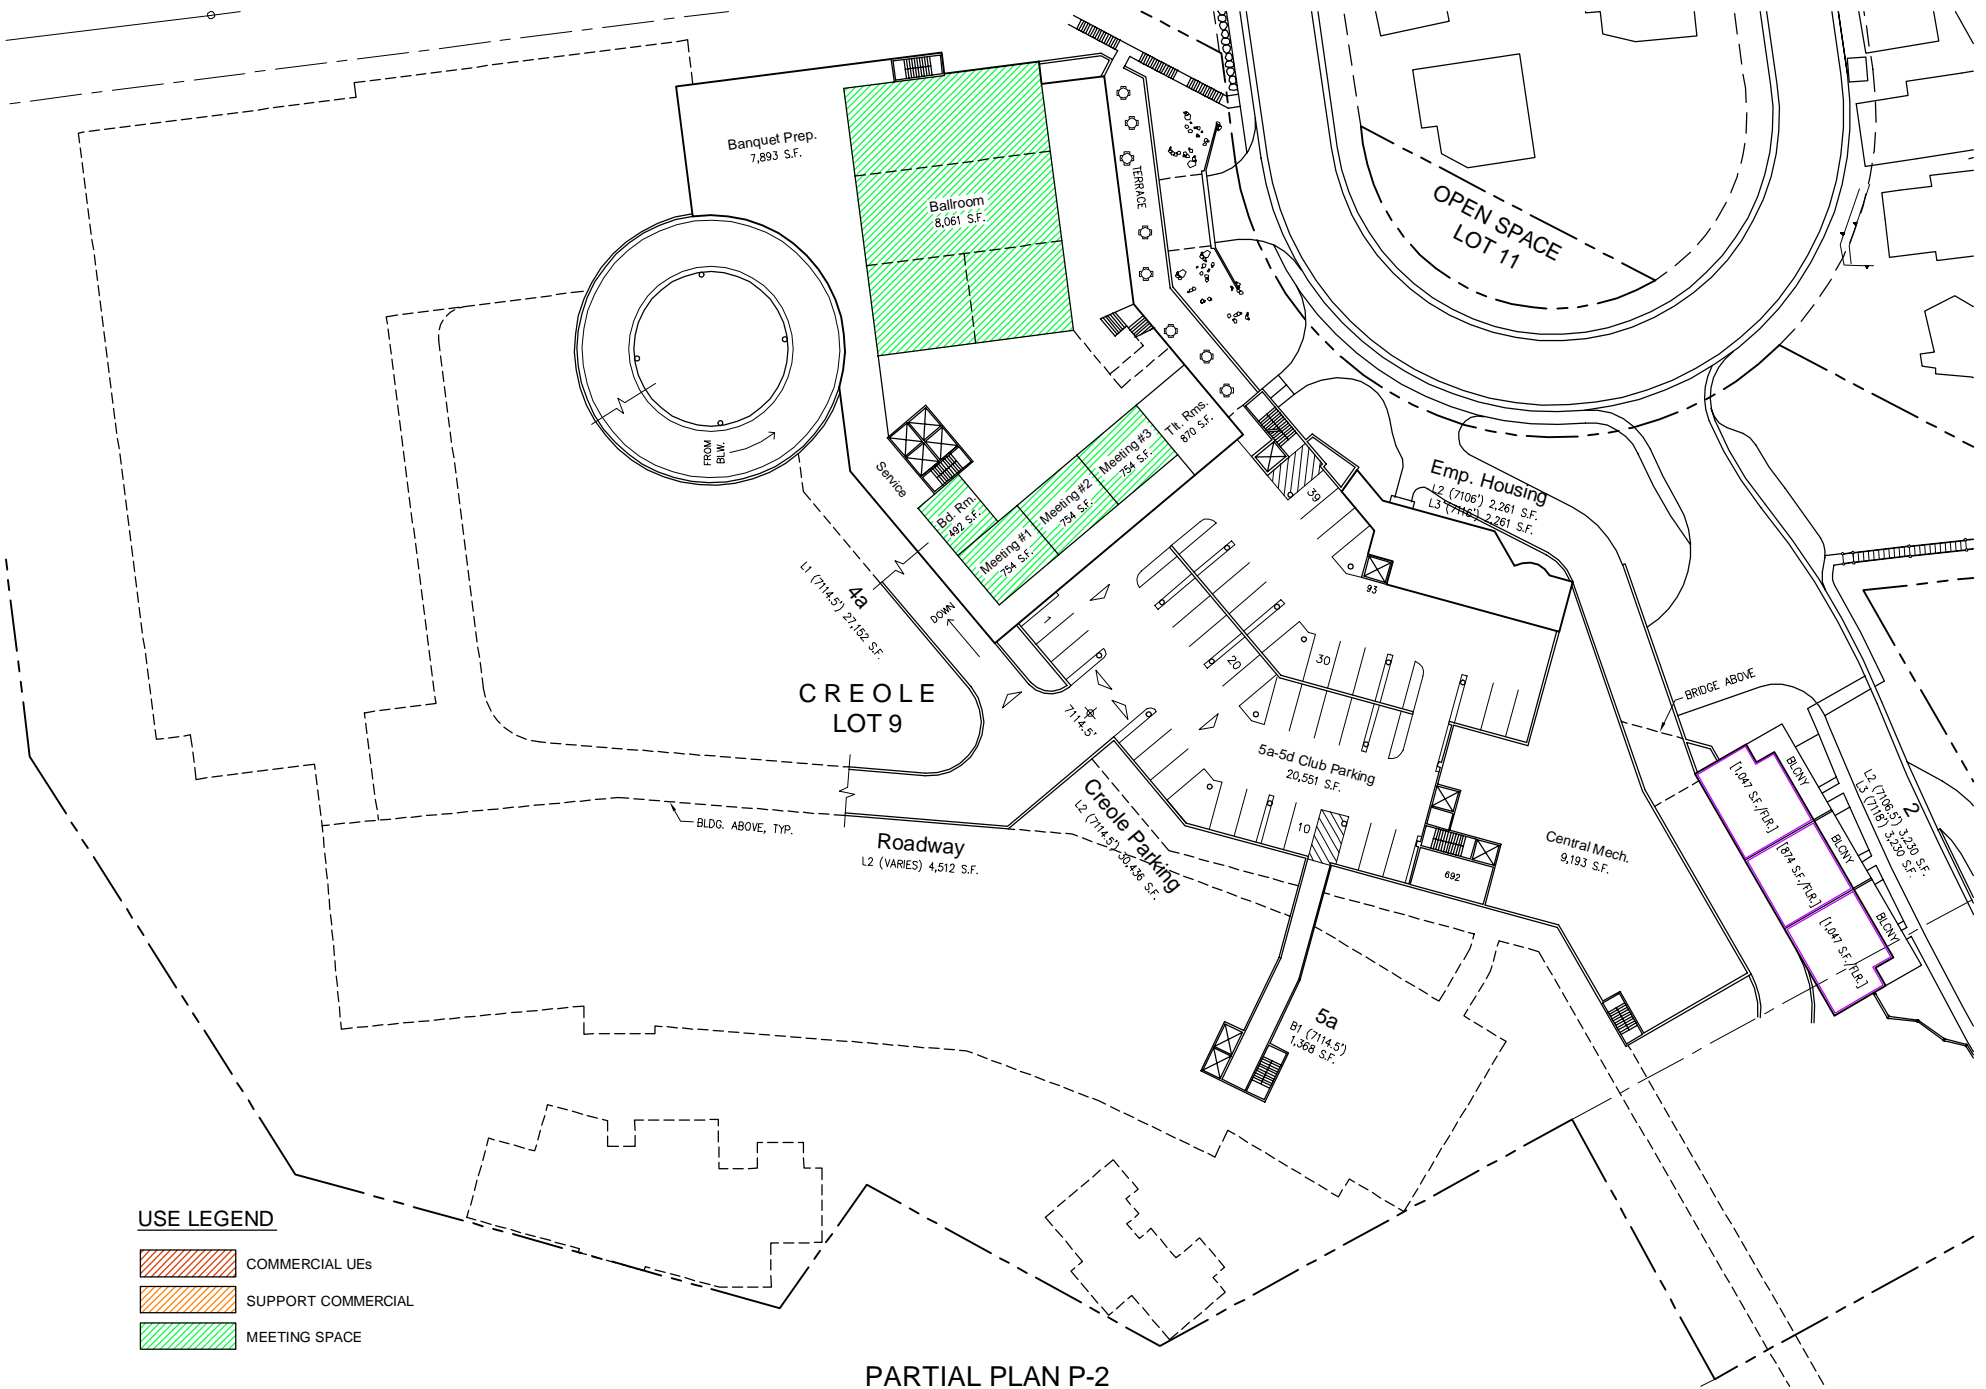 Banquet Prep.
7,893 S.F.
Ballroom
8,061 S.F.
TERRACE
OPEN SPACE
LOT 11
FROM
BLW.
Service
Bd. Rm.
492 S.F.
Meeting #1
754 S.F.
Meeting #2
754 S.F.
Meeting #3
754 S.F.
Tlt. Rms.
870 S.F.
39
Emp. Housing
L2 (7106') 2,261 S.F.
L3 (7116') 2,261 S.F.
93
4a
L1 (7114.5') 27,152 S.F.
DOWN
1
20
30
7114.5'
CREOLE
LOT 9
BRIDGE ABOVE
5a-5d Club Parking
20,551 S.F.
10
692
Central Mech.
9,193 S.F.
[1,047 S.F./FLR.]
[874 S.F./FLR.]
[1,047 S.F./FLR.]
BLCNY
BLCNY
BLCNY
2
L2 (7106.5') 3,230 S.F.
L3 (7118') 3,230 S.F.
BLDG. ABOVE, TYP.
Roadway
L2 (VARIES) 4,512 S.F.
Creole Parking
L2 (7114.5') 30,436 S.F.
5a
B1 (7114.5')
1,368 S.F.
USE LEGEND
COMMERCIAL UEs
SUPPORT COMMERCIAL
MEETING SPACE
PARTIAL PLAN P-2